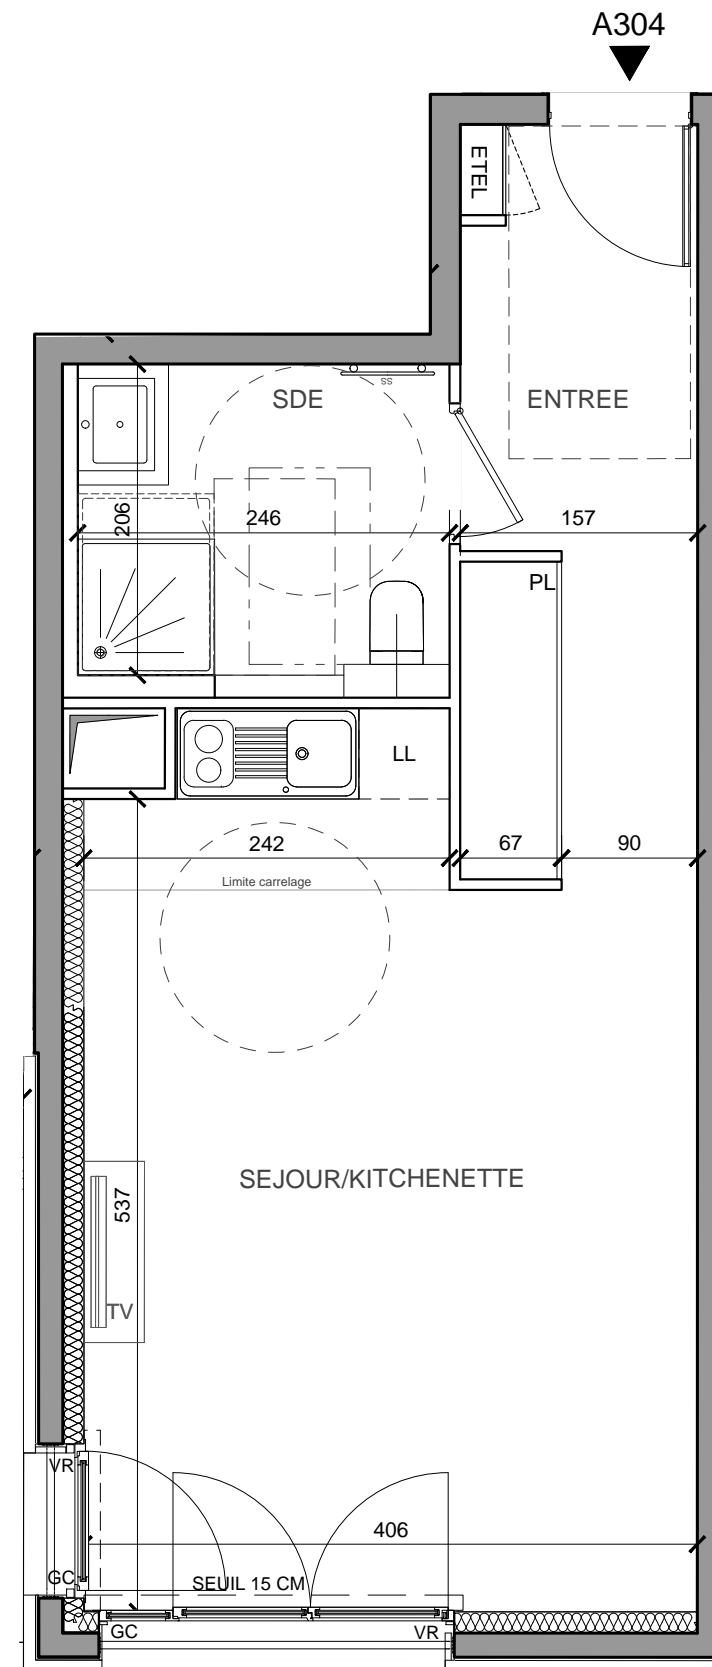 A304
ETEL
SDE
ENTREE
SS
206
246
157
PL
LL
242
67
90
Limite carrelage
SEJOUR/KITCHENETTE
537
TV
VR
406
GC
SEUIL 15 CM
GC
VR